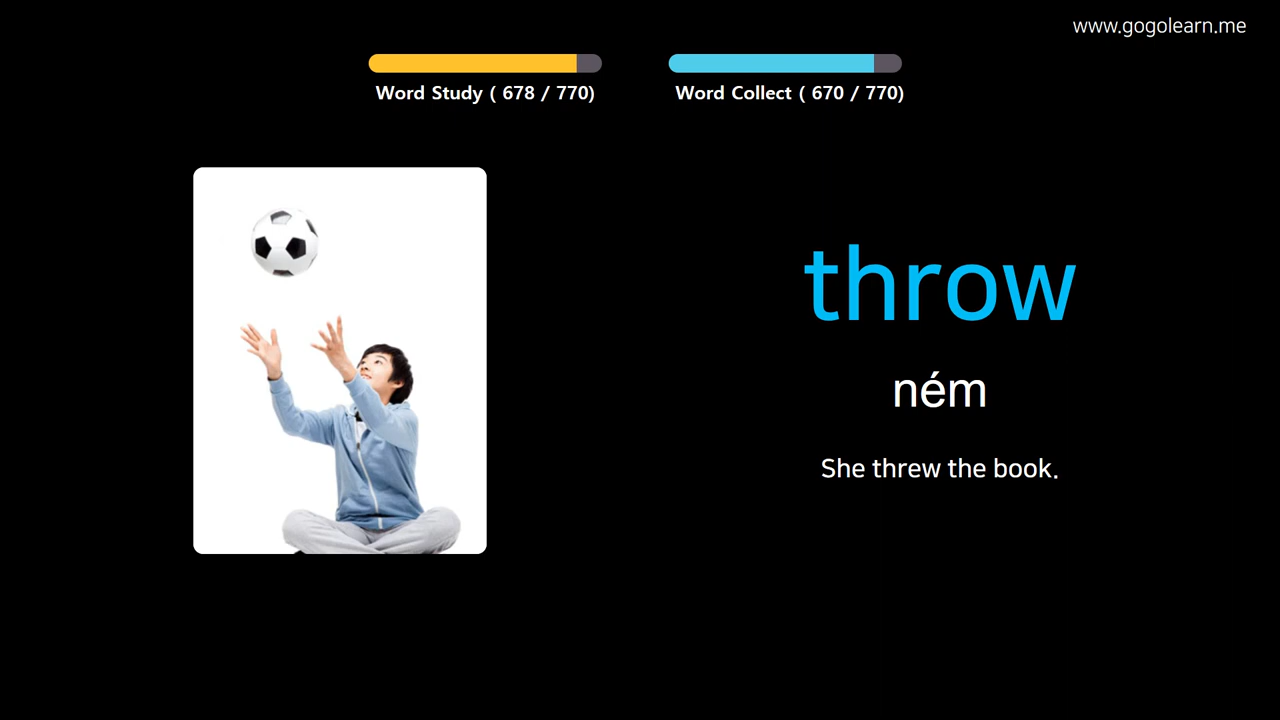 www.gogolearn.me
Word Study ( 678 / 770)
Word Collect ( 670 / 770)
throw
ném
She threw the book.